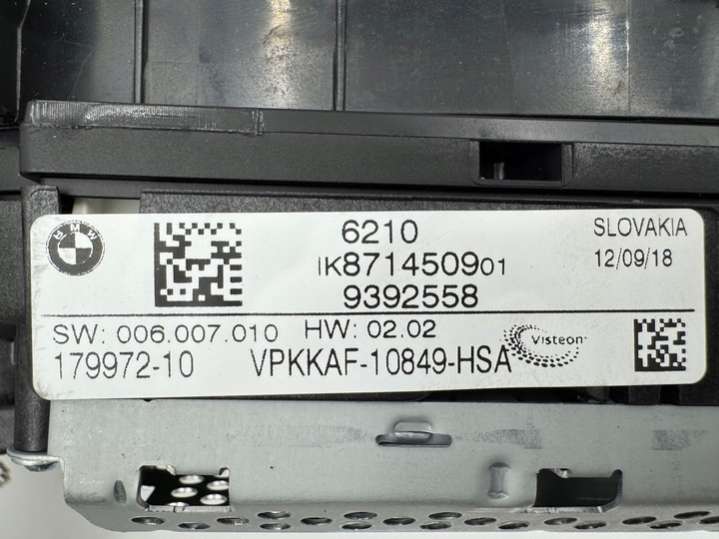 BMW
6210
IK871450901
9392558
SLOVAKIA
12/09/18
SW: 006.007.010 HW: 02.02
Visteon
179972-10 VPKKAF-10849-HSA